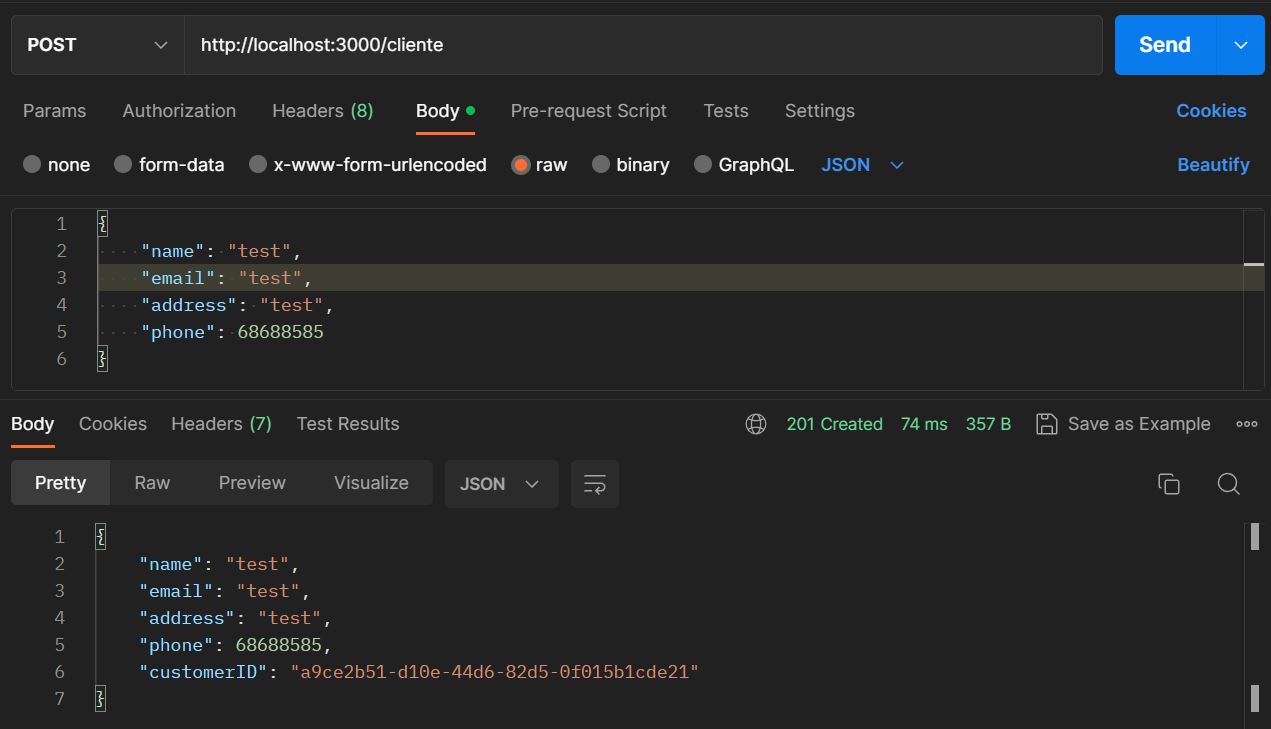 POST http://localhost:3000/cliente Send
Params Authorization Headers (8) Body Pre-request Script Tests Settings Cookies
none form-data x-www-form-urlencoded raw binary GraphQL JSON Beautify
1 {
2 "name": "test",
3 "email": "test",
4 "address": "test",
5 "phone": 68688585
6 }
Body Cookies Headers (7) Test Results 201 Created 74 ms 357 B Save as Example
Pretty Raw Preview Visualize JSON
1 {
2 "name": "test",
3 "email": "test",
4 "address": "test",
5 "phone": 68688585,
6 "customerID": "a9ce2b51-d10e-44d6-82d5-0f015b1cde21"
7 }